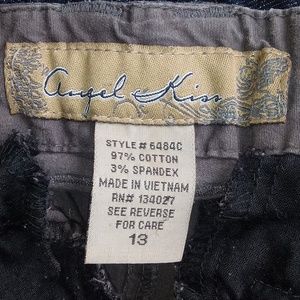 Angel Kiss
STYLE# 6484C
97% COTTON
3% SPANDEX
MADE IN VIETNAM
RN# 134027
SEE REVERSE
FOR CARE
13